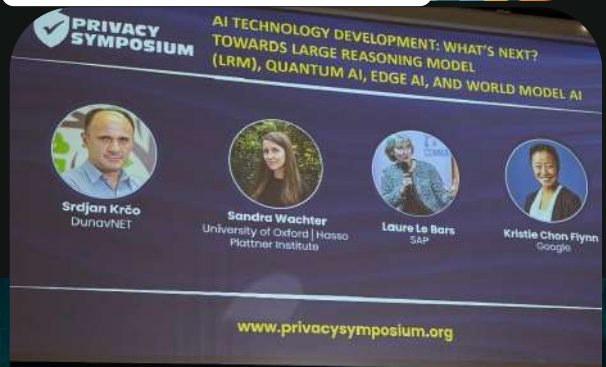 PRIVACY
SYMPOSIUM
AI TECHNOLOGY DEVELOPMENT: WHAT'S NEXT?
TOWARDS LARGE REASONING MODEL
(LRM), QUANTUM AI, EDGE AI, AND WORLD MODEL AI
Srdjan Krčo
DunavNET
Sandra Wachter
University of Oxford | Hasso
Plattner Institute
Laure Le Bars
SAP
Kristie Chon Flynn
Google
www.privacysymposium.org